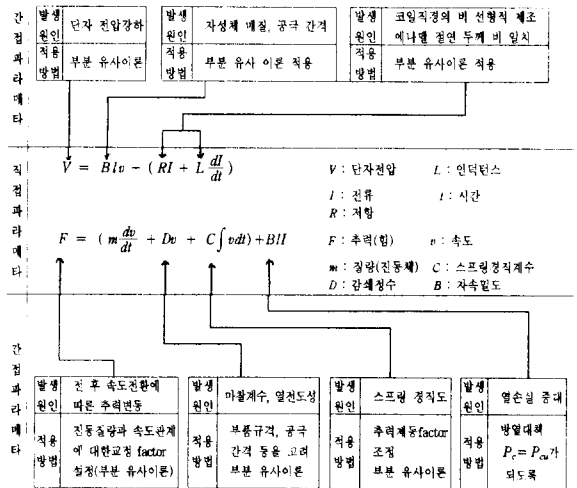 간접파라메타
발생원인 단자 전압강하
적용방법 부분 유사이론
발생원인 자성체 매질, 공극 간격
적용방법 부분 유사 이론 적용
발생원인 코일직경의 비 선형적 제조
에나멜 절연 두께 비 일치
적용방법 부분 유사이론 적용
직접파라메타
V = Blv - ( RI + L dI/dt )
V : 단자전압 L : 인덕턴스
I : 전류 t : 시간
R : 저항
F = ( m dv/dt + Dv + C∫vdt)+BlI
F : 추력(힘) v : 속도
m : 질량(진동체) C : 스프링경직계수
D : 감쇄정수 B : 자속밀도
간접파라메타
발생원인 전 후 속도전환에
따른 추력변동
적용방법 진동질량과 속도관계
에 대한교정 factor
설정(부분 유사이론)
발생원인 마찰계수, 열전도성
적용방법 부품규격, 공극
간격 등을 고려
부분 유사이론
발생원인 스프링 경직도
적용방법 추력제동factor
조정
부분 유사이론
발생원인 열손실 증대
적용방법 방열대책
P_c = P_cu가
되도록